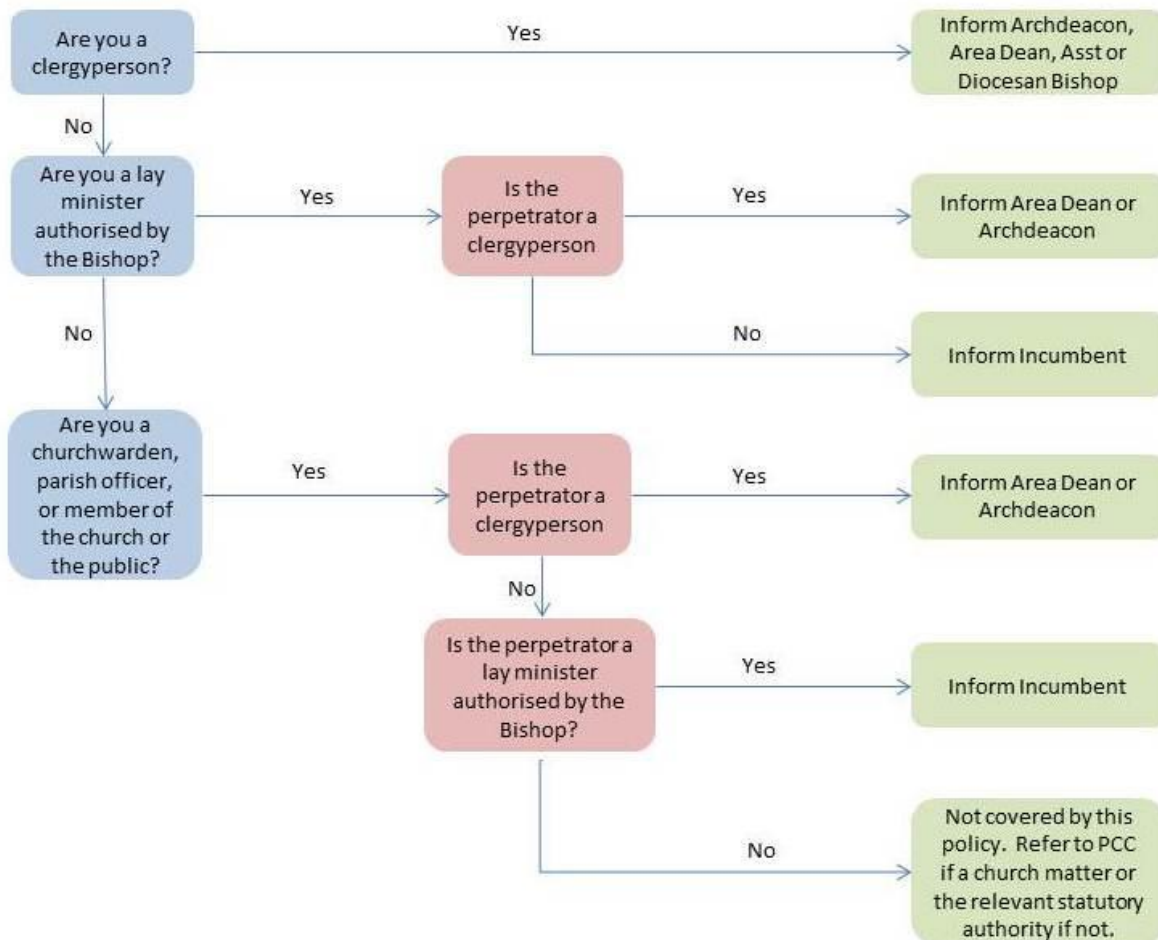 Are you a
clergyperson?
Yes
Inform Archdeacon,
Area Dean, Asst or
Diocesan Bishop
No
Are you a lay
minister
authorised by
the Bishop?
Yes
Is the
perpetrator a
clergyperson
Yes
Inform Area Dean or
Archdeacon
No
Inform Incumbent
No
Are you a
churchwarden,
parish officer,
or member of
the church or
the public?
Yes
Is the
perpetrator a
clergyperson
Yes
Inform Area Dean or
Archdeacon
No
Is the perpetrator a
lay minister
authorised by the
Bishop?
Yes
Inform Incumbent
No
Not covered by this
policy.  Refer to PCC
if a church matter or
the relevant statutory
authority if not.